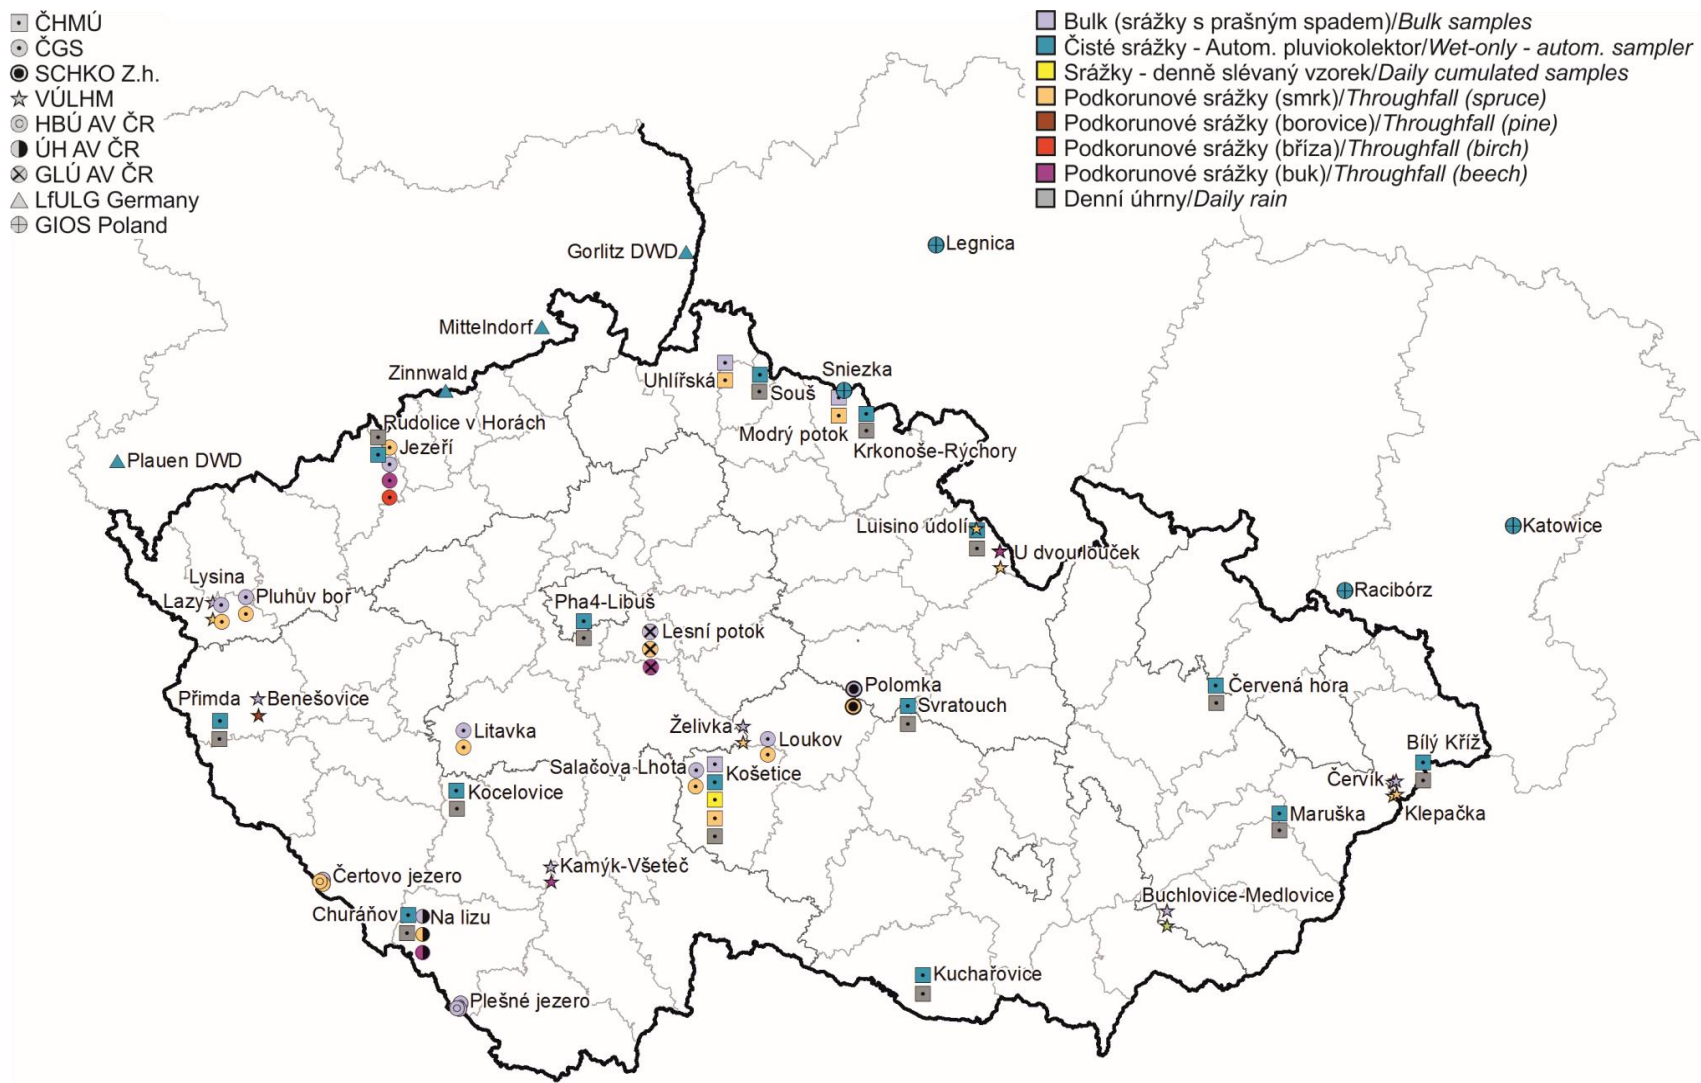 ČHMÚ
ČGS
SCHKO Z.h.
VÚLHM
HBÚ AV ČR
ÚH AV ČR
GLÚ AV ČR
LfULG Germany
GIOS Poland
Bulk (srážky s prašným spadem)/Bulk samples
Čisté srážky - Autom. pluviokolektor/Wet-only - autom. sampler
Srážky - denně slévaný vzorek/Daily cumulated samples
Podkorunové srážky (smrk)/Throughfall (spruce)
Podkorunové srážky (borovice)/Throughfall (pine)
Podkorunové srážky (bříza)/Throughfall (birch)
Podkorunové srážky (buk)/Throughfall (beech)
Denní úhrny/Daily rain
Legnica
Gorlitz DWD
Mittelndorf
Zinnwald
Sniezka
Uhlířská
Souš
Modrý potok
Krkonoše-Rýchory
Rudolice v Horách
Jezeří
Plauen DWD
Luisino údolí
Katowice
U dvourlouček
Lysina
Lazy
Pluhův bor
Racibórz
Pha4-Libuš
Lesní potok
Přimda
Benešovice
Polomka
Svratouch
Červená hora
Litavka
Želivka
Loukov
Bílý Kříž
Salačova Lhota
Košetice
Červík
Kocelovice
Maruška
Klepačka
Čertovo jezero
Kamýk-Všeteč
Buchlovice-Medlovice
Churáňov
Na lizu
Kuchařovice
Plešné jezero